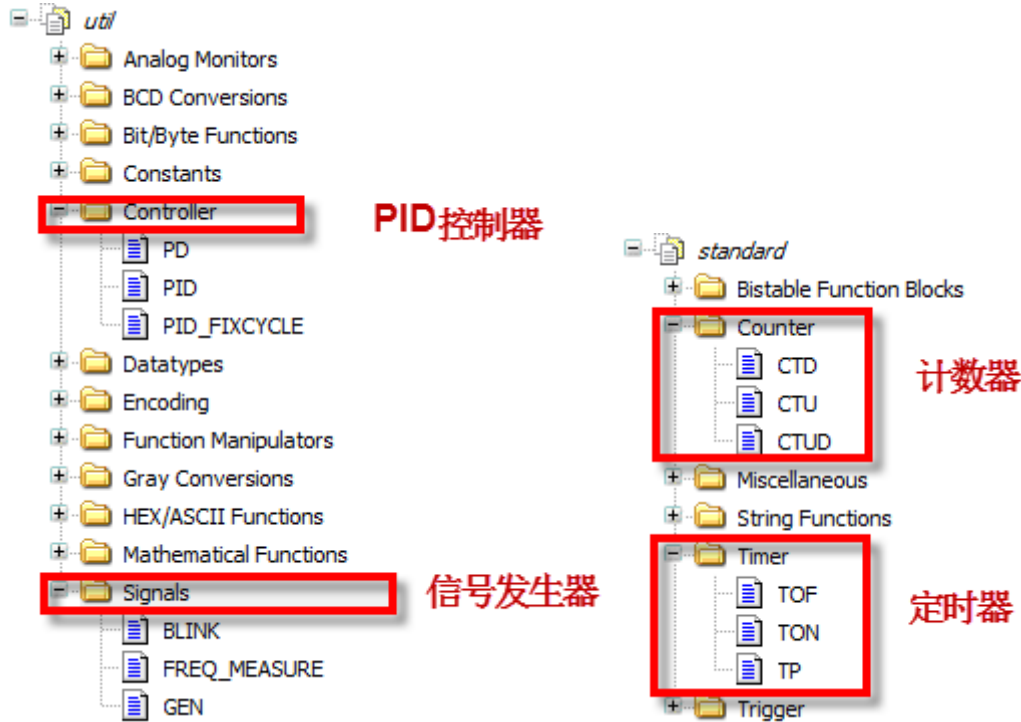 util
Analog Monitors
BCD Conversions
Bit/Byte Functions
Constants
Controller
PID控制器
PD
PID
PID_FIXCYCLE
Datatypes
Encoding
Function Manipulators
Gray Conversions
HEX/ASCII Functions
Mathematical Functions
Signals
信号发生器
BLINK
FREQ_MEASURE
GEN
standard
Bistable Function Blocks
Counter
计数器
CTD
CTU
CTUD
Miscellaneous
String Functions
Timer
定时器
TOF
TON
TP
Trigger